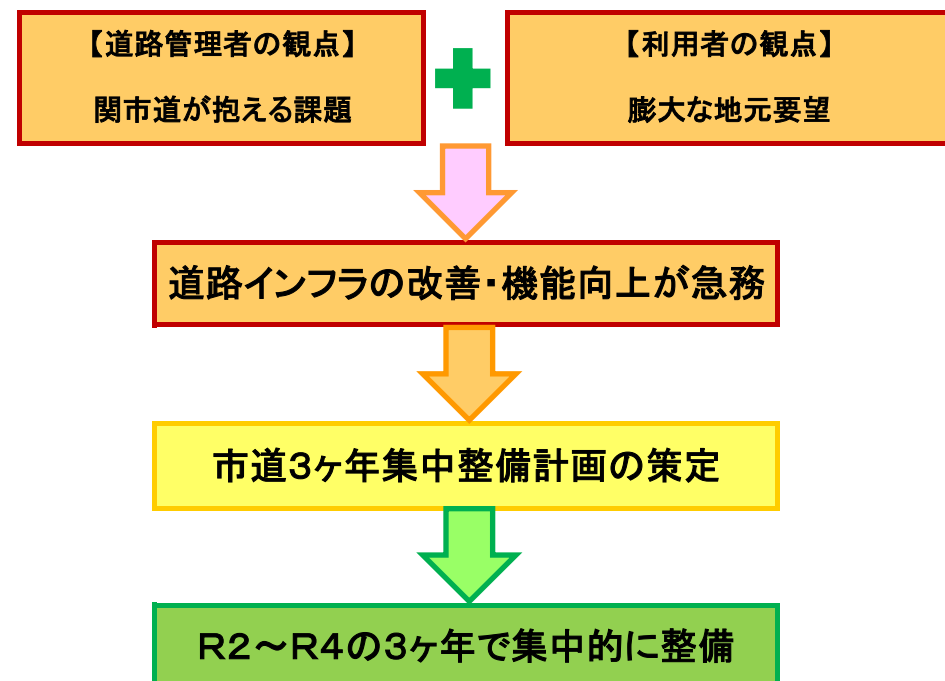 【道路管理者の観点】
関市道が抱える課題
【利用者の観点】
膨大な地元要望
道路インフラの改善・機能向上が急務
市道３ヶ年集中整備計画の策定
Ｒ２～Ｒ４の３ヶ年で集中的に整備